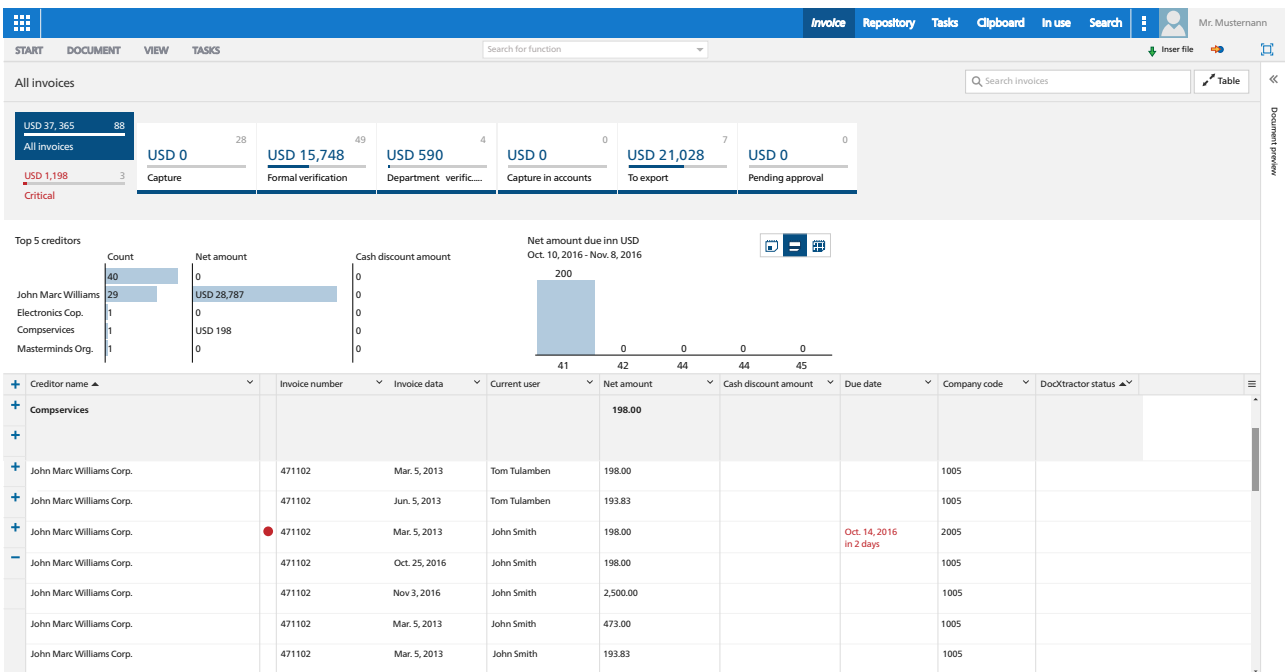 Invoice Repository Tasks Clipboard In use Search Mr. Musternann
START DOCUMENT VIEW TASKS Search for function Inser file
All invoices Search invoices Table
Document preview
USD 37, 365 88
All invoices
USD 1,198 3
Critical
28
USD 0
Capture
49
USD 15,748
Formal verification
4
USD 590
Department verific.....
0
USD 0
Capture in accounts
7
USD 21,028
To export
0
USD 0
Pending approval
Top 5 creditors
Count Net amount Cash discount amount
40 0 0
John Marc Williams 29 USD 28,787 0
Electronics Cop. 1 0 0
Compservices 1 USD 198 0
Masterminds Org. 1 0 0
Net amount due inn USD
Oct. 10, 2016 - Nov. 8, 2016
200
0 0 0 0
41 42 44 44 45
Creditor name Invoice number Invoice data Current user Net amount Cash discount amount Due date Company code DocXtractor status
Compservices 198.00
John Marc Williams Corp. 471102 Mar. 5, 2013 Tom Tulamben 198.00 1005
John Marc Williams Corp. 471102 Jun. 5, 2013 Tom Tulamben 193.83 1005
John Marc Williams Corp. 471102 Mar. 5, 2013 John Smith 198.00 Oct. 14, 2016 2005
in 2 days
John Marc Williams Corp. 471102 Oct. 25, 2016 John Smith 198.00 1005
John Marc Williams Corp. 471102 Nov 3, 2016 John Smith 2,500.00 1005
John Marc Williams Corp. 471102 Mar. 5, 2013 John Smith 473.00 1005
John Marc Williams Corp. 471102 Mar. 5, 2013 John Smith 193.83 1005